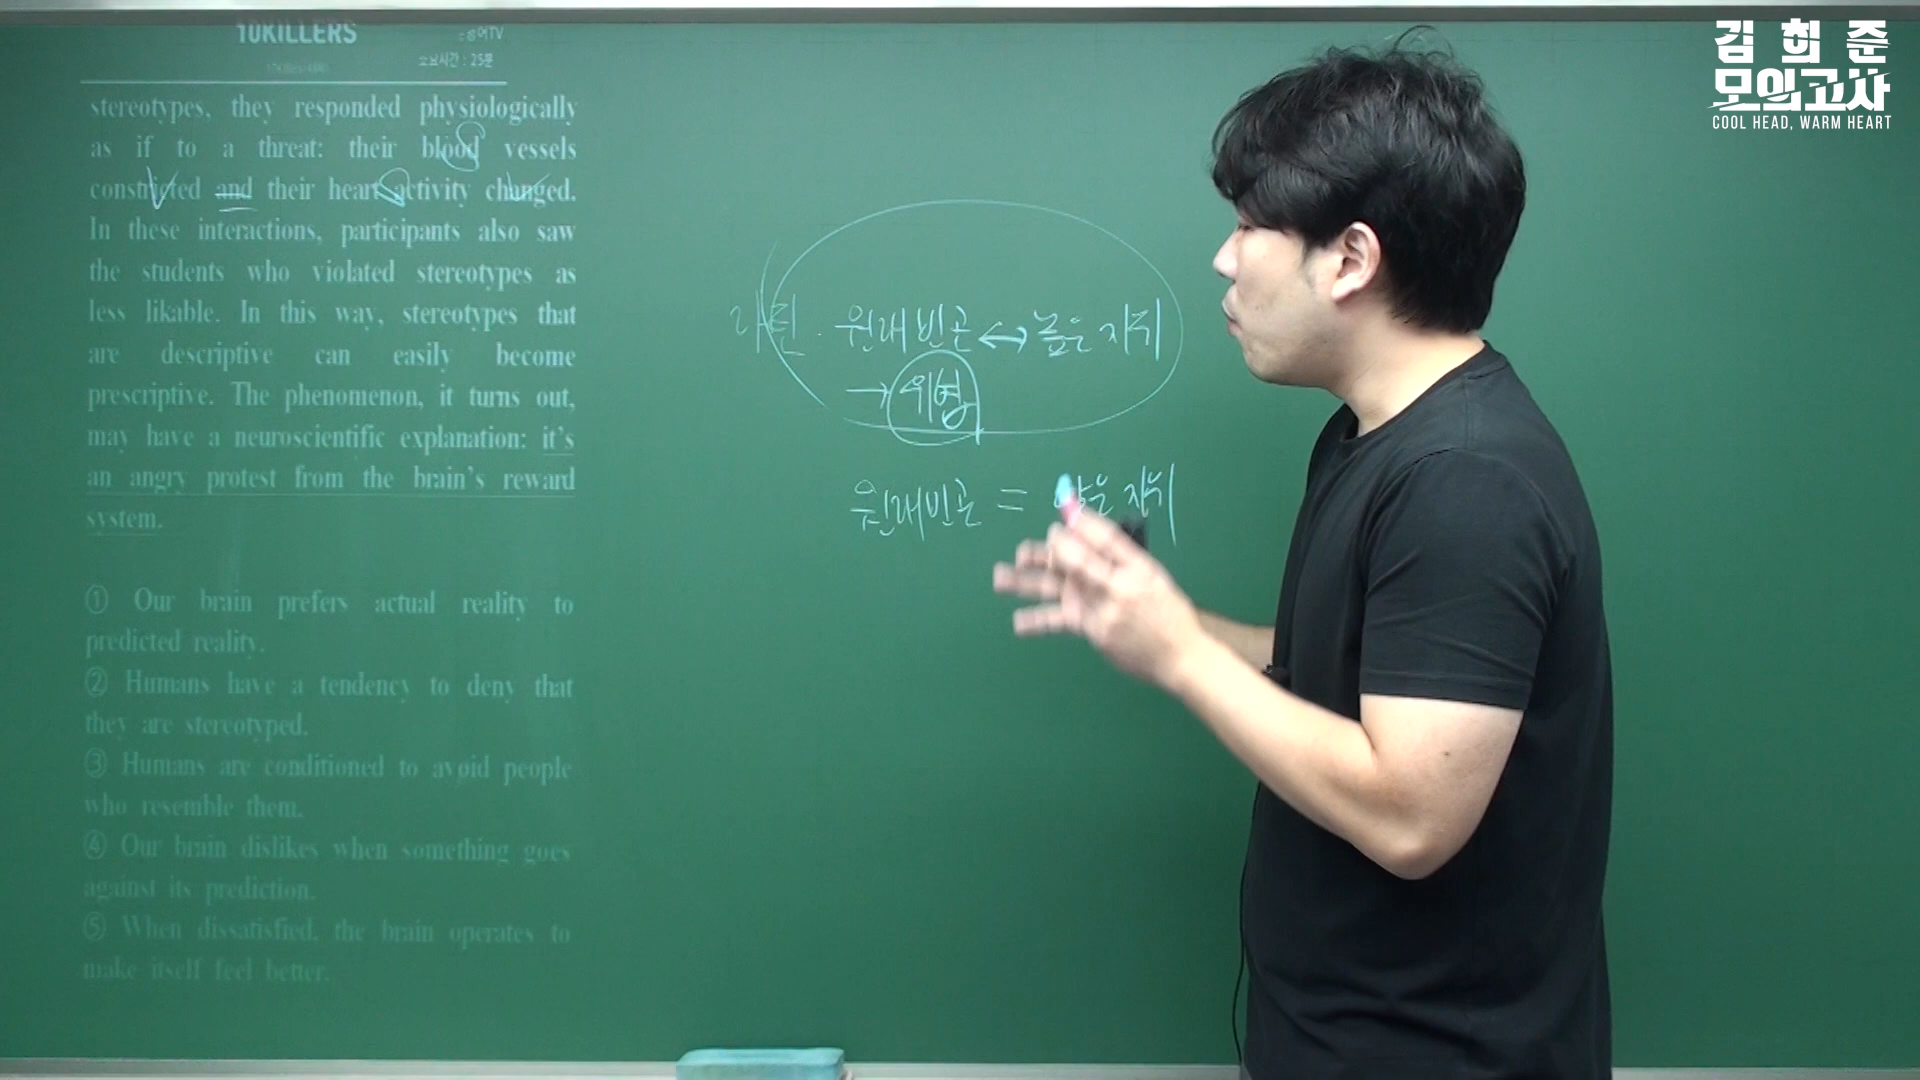 10KILLERS
소요시간 : 25분
stereotypes, they responded physiologically
as if to a threat: their blood vessels
constricted and their heart activity changed.
In these interactions, participants also saw
the students who violated stereotypes as
less likable. In this way, stereotypes that
are descriptive can easily become
prescriptive. The phenomenon, it turns out,
may have a neuroscientific explanation: it's
an angry protest from the brain's reward
system.
① Our brain prefers actual reality to
predicted reality.
② Humans have a tendency to deny that
they are stereotyped.
③ Humans are conditioned to avoid people
who resemble them.
④ Our brain dislikes when something goes
against its prediction.
⑤ When dissatisfied, the brain operates to
make itself feel better.
라틴 · 원래빈곤 ↔ 높은 지위
→ 위협
원래빈곤 = 낮은 지위
김희준
모의고사
COOL HEAD, WARM HEART